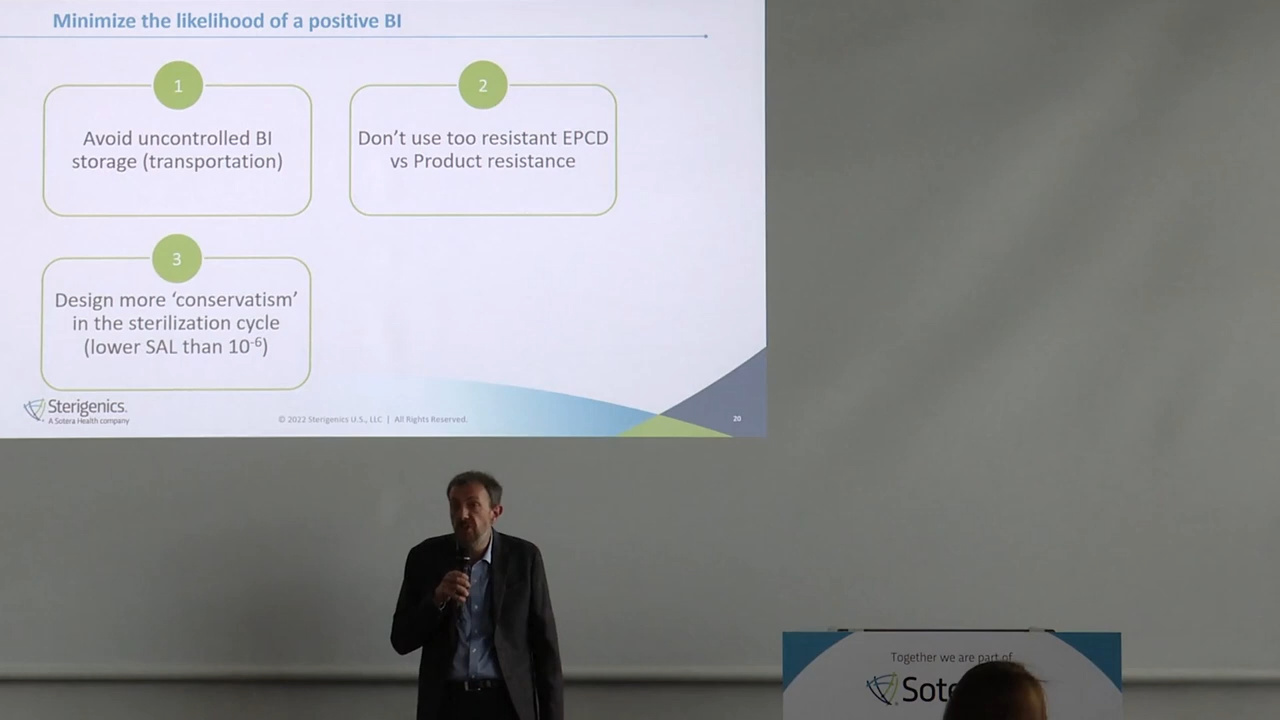 Minimize the likelihood of a positive BI
1
Avoid uncontrolled BI
storage (transportation)
2
Don’t use too resistant EPCD
vs Product resistance
3
Design more ‘conservatism’
in the sterilization cycle
(lower SAL than 10⁻⁶)
Sterigenics.
A Sotera Health company
© 2022 Sterigenics U.S., LLC | All Rights Reserved.
20
Together we are part of